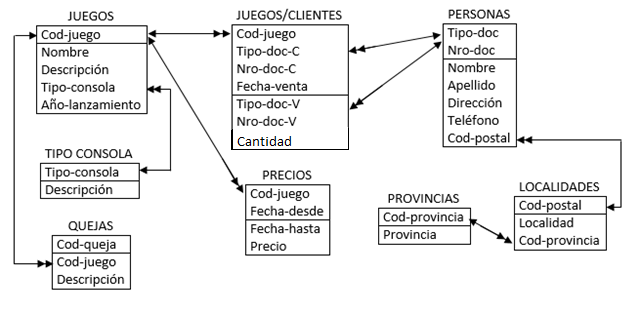 JUEGOS
Cod-juego
Nombre
Descripción
Tipo-consola
Año-lanzamiento
JUEGOS/CLIENTES
Cod-juego
Tipo-doc-C
Nro-doc-C
Fecha-venta
Tipo-doc-V
Nro-doc-V
Cantidad
PERSONAS
Tipo-doc
Nro-doc
Nombre
Apellido
Dirección
Teléfono
Cod-postal
TIPO CONSOLA
Tipo-consola
Descripción
PRECIOS
Cod-juego
Fecha-desde
Fecha-hasta
Precio
PROVINCIAS
Cod-provincia
Provincia
LOCALIDADES
Cod-postal
Localidad
Cod-provincia
QUEJAS
Cod-queja
Cod-juego
Descripción